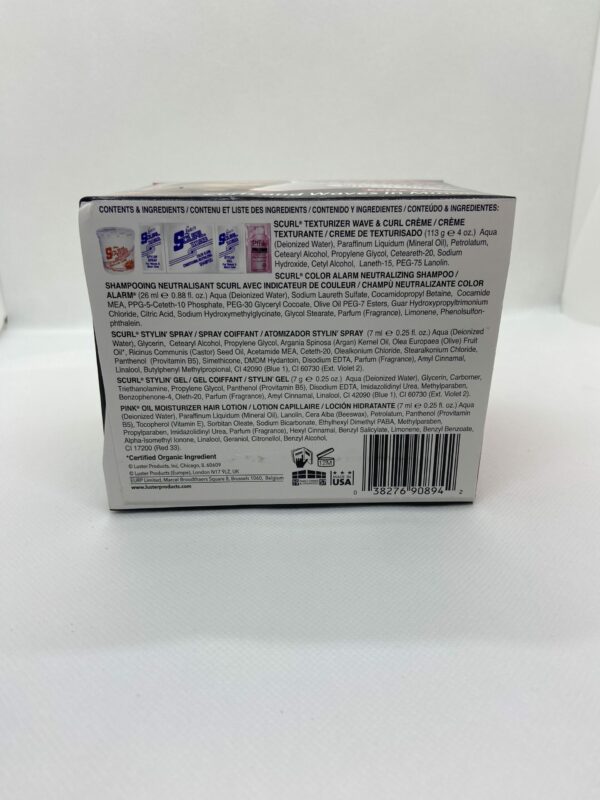 CONTENTS & INGREDIENTS / CONTENU ET LISTE DES INGREDIENTS / CONTENIDO Y INGREDIENTES / CONTEÚDO & INGREDIENTES:
SCURL® TEXTURIZER WAVE & CURL CRÈME / CRÈME
TEXTURANTE / CREME DE TEXTURISADO (113 g ℮ 4 oz.) Aqua
(Deionized Water), Paraffinum Liquidum (Mineral Oil), Petrolatum,
Cetearyl Alcohol, Propylene Glycol, Ceteareth-20, Sodium
Hydroxide, Cetyl Alcohol, Laneth-15, PEG-75 Lanolin.
SCURL® COLOR ALARM NEUTRALIZING SHAMPOO /
SHAMPOOING NEUTRALISANT SCURL AVEC INDICATEUR DE COULEUR / CHAMPÚ NEUTRALIZANTE COLOR
ALARM® (26 ml ℮ 0.88 fl. oz.) Aqua (Deionized Water), Sodium Laureth Sulfate, Cocamidopropyl Betaine, Cocamide
MEA, PPG-5-Ceteth-10 Phosphate, PEG-30 Glyceryl Cocoate, Olive Oil PEG-7 Esters, Guar Hydroxypropyltrimonium
Chloride, Citric Acid, Sodium Hydroxymethylglycinate, Glycol Stearate, Parfum (Fragrance), Limonene, Phenolsulfon-
phthalein.
SCURL® STYLIN' SPRAY / SPRAY COIFFANT / ATOMIZADOR STYLIN' SPRAY (7 ml ℮ 0.25 fl. oz.) Aqua (Deionized
Water), Glycerin, Cetearyl Alcohol, Propylene Glycol, Argania Spinosa (Argan) Kernel Oil, Olea Europaea (Olive) Fruit
Oil*, Ricinus Communis (Castor) Seed Oil, Acetamide MEA, Ceteth-20, Olealkonium Chloride, Stearalkonium Chloride,
Panthenol (Provitamin B5), Simethicone, DMDM Hydantoin, Disodium EDTA, Parfum (Fragrance), Amyl Cinnamal,
Linalool, Butylphenyl Methylpropional, CI 42090 (Blue 1), CI 60730 (Ext. Violet 2).
SCURL® STYLIN' GEL / GEL COIFFANT / STYLIN' GEL (7 g ℮ 0.25 oz.) Aqua (Deionized Water), Glycerin, Carbomer,
Triethanolamine, Propylene Glycol, Panthenol (Provitamin B5), Disodium EDTA, Imidazolidinyl Urea, Methylparaben,
Benzophenone-4, Oleth-20, Parfum (Fragrance), Amyl Cinnamal, Linalool, CI 42090 (Blue 1), CI 60730 (Ext. Violet 2).
PINK® OIL MOISTURIZER HAIR LOTION / LOTION CAPILLAIRE / LOCIÓN HIDRATANTE (7 ml ℮ 0.25 fl. oz.) Aqua
(Deionized Water), Paraffinum Liquidum (Mineral Oil), Lanolin, Cera Alba (Beeswax), Petrolatum, Panthenol (Provitamin
B5), Tocopherol (Vitamin E), Sorbitan Oleate, Sodium Bicarbonate, Ethylhexyl Dimethyl PABA, Methylparaben,
Propylparaben, Imidazolidinyl Urea, Parfum (Fragrance), Hexyl Cinnamal, Benzyl Salicylate, Limonene, Benzyl Benzoate,
Alpha-Isomethyl Ionone, Linalool, Geraniol, Citronellol, Benzyl Alcohol,
CI 17200 (Red 33).
*Certified Organic Ingredient
© Luster Products, Inc. Chicago, IL 60609
© Luster Products (Europe), London N17 9LZ, UK
EURP Limited, Marcel Broodthaers Square 8, Brussels 1060, Belgium
www.lusterproducts.com
12M
MADE IN
USA
0 38276 90894 2